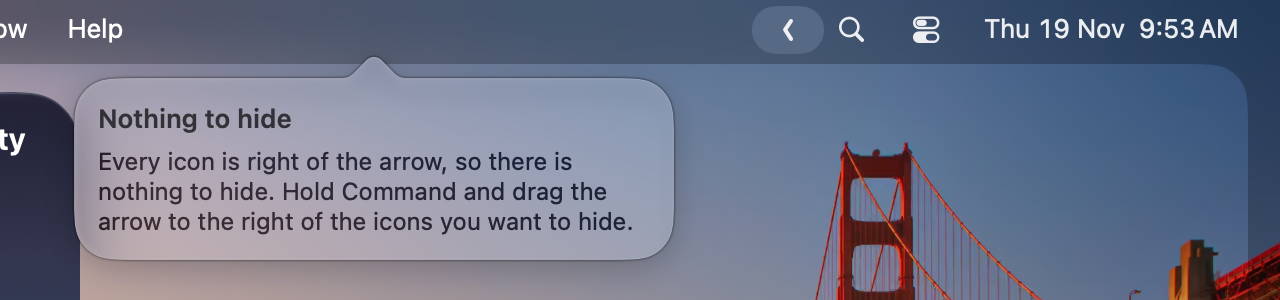 ow Help Thu 19 Nov 9:53 AM
ty
Nothing to hide
Every icon is right of the arrow, so there is
nothing to hide. Hold Command and drag the
arrow to the right of the icons you want to hide.